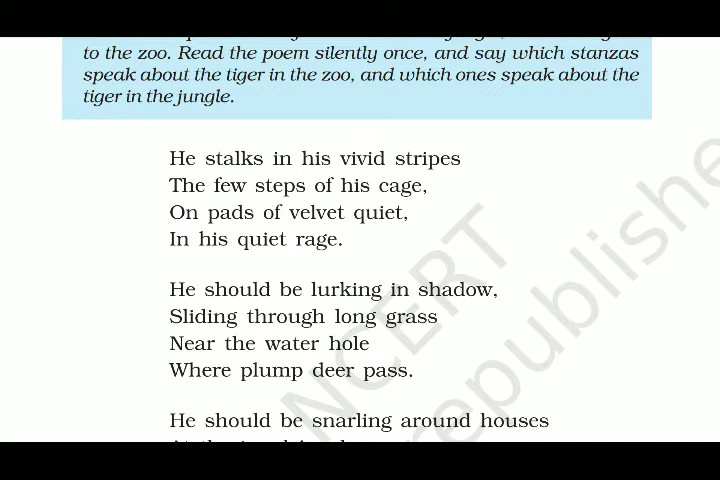 to the zoo. Read the poem silently once, and say which stanzas
speak about the tiger in the zoo, and which ones speak about the
tiger in the jungle.
He stalks in his vivid stripes
The few steps of his cage,
On pads of velvet quiet,
In his quiet rage.
He should be lurking in shadow,
Sliding through long grass
Near the water hole
Where plump deer pass.
He should be snarling around houses
NCERT
republishe